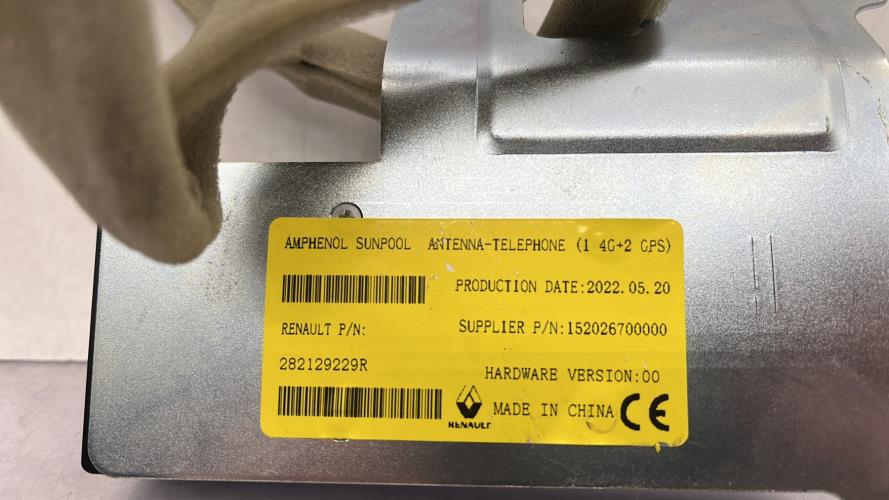 AMPHENOL SUNPOOL ANTENNA-TELEPHONE (1 4G+2 GPS)
PRODUCTION DATE:2022.05.20
RENAULT P/N:
SUPPLIER P/N:152026700000
282129229R
HARDWARE VERSION:00
RENAULT
MADE IN CHINA CE